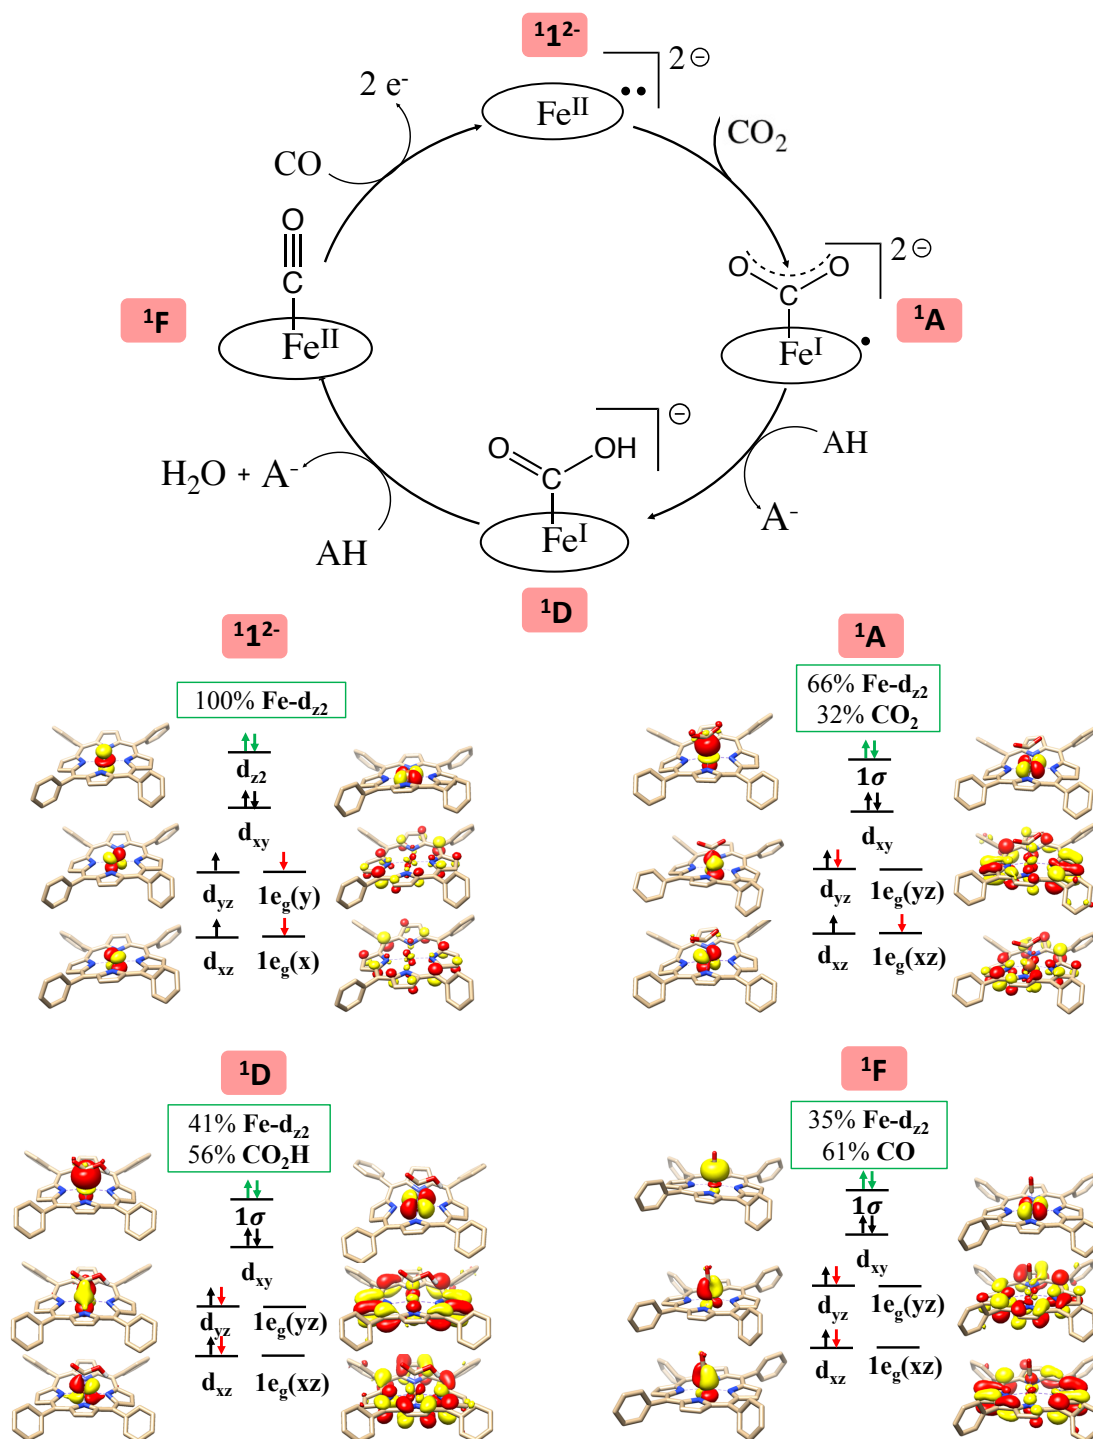 ¹1²⁻
2 ⊖
2 e⁻
Fe^II ••
CO
CO₂
O
C
Fe^II
¹F
O O
C
Fe^I •
2 ⊖
¹A
AH
A⁻
O OH
C
Fe^I
⊖
¹D
H₂O + A⁻
AH
¹1²⁻
100% Fe-d_z2
d_z2
d_xy
d_yz 1e_g(y)
d_xz 1e_g(x)
¹A
66% Fe-d_z2
32% CO₂
1σ
d_xy
d_yz 1e_g(yz)
d_xz 1e_g(xz)
¹D
41% Fe-d_z2
56% CO₂H
1σ
d_xy
d_yz 1e_g(yz)
d_xz 1e_g(xz)
¹F
35% Fe-d_z2
61% CO
1σ
d_xy
d_yz 1e_g(yz)
d_xz 1e_g(xz)